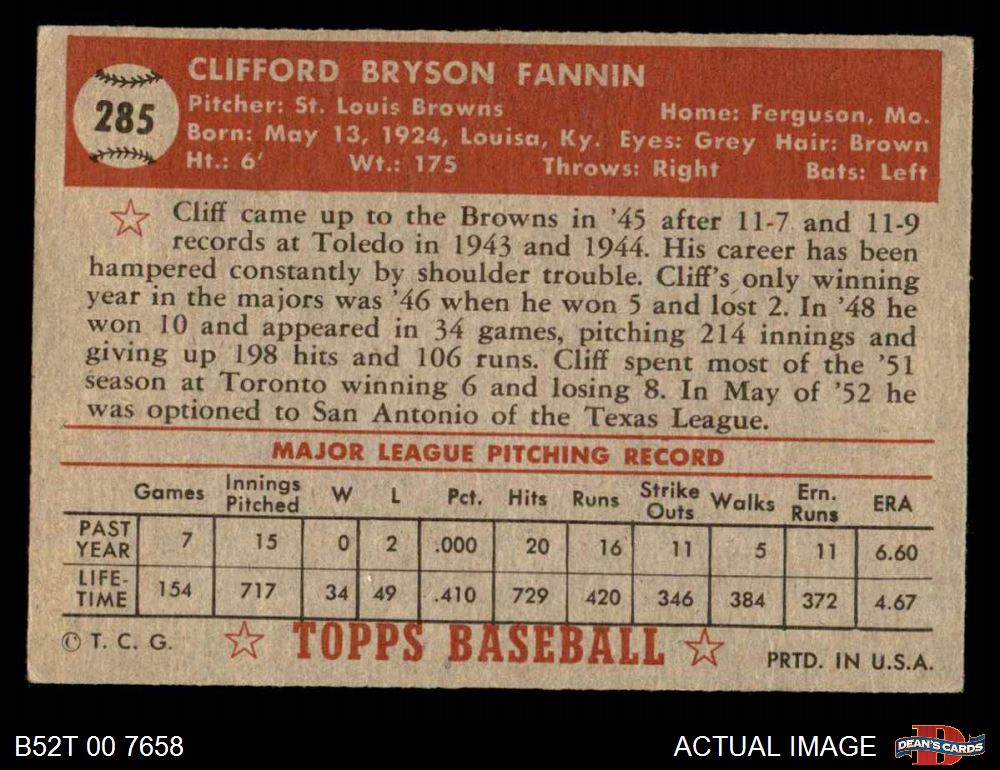 285
CLIFFORD BRYSON FANNIN
Pitcher: St. Louis Browns Home: Ferguson, Mo.
Born: May 13, 1924, Louisa, Ky. Eyes: Grey Hair: Brown
Ht.: 6' Wt.: 175 Throws: Right Bats: Left
Cliff came up to the Browns in '45 after 11-7 and 11-9
records at Toledo in 1943 and 1944. His career has been
hampered constantly by shoulder trouble. Cliff's only winning
year in the majors was '46 when he won 5 and lost 2. In '48 he
won 10 and appeared in 34 games, pitching 214 innings and
giving up 198 hits and 106 runs. Cliff spent most of the '51
season at Toronto winning 6 and losing 8. In May of '52 he
was optioned to San Antonio of the Texas League.
MAJOR LEAGUE PITCHING RECORD
Games Innings Pitched W L Pct. Hits Runs Strike Outs Walks Ern. Runs ERA
PAST YEAR 7 15 0 2 .000 20 16 11 5 11 6.60
LIFE-TIME 154 717 34 49 .410 729 420 346 384 372 4.67
© T. C. G. TOPPS BASEBALL PRTD. IN U.S.A.
B52T 00 7658 ACTUAL IMAGE D DEAN'S CARDS